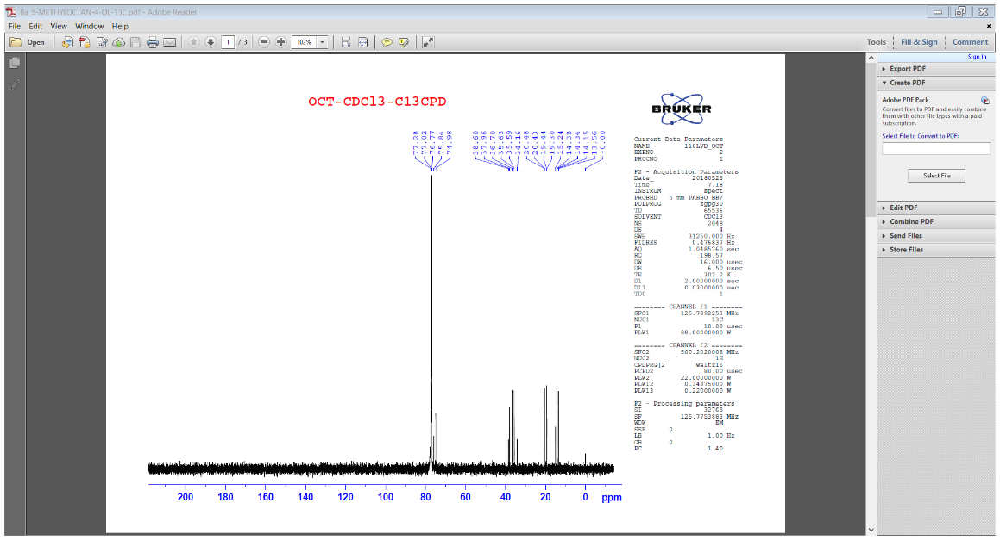 8a_5-METHYLOCTAN-4-OL-13C.pdf - Adobe Reader
File Edit View Window Help
Open 1 / 3 102% Tools Fill & Sign Comment
Sign In
Export PDF
Create PDF
Adobe PDF Pack
Convert files to PDF and easily combine
them with other file types with a paid
subscription.
Select File to Convert to PDF:
Select File
Edit PDF
Combine PDF
Send Files
Store Files
OCT-CDCl3-C13CPD
77.28
77.02
76.77
75.84
74.98
38.60
37.96
36.70
35.63
35.59
34.16
20.48
20.43
19.44
19.30
15.24
14.38
14.34
14.15
13.56
-0.00
BRUKER
Current Data Parameters
NAME 110LVD_OCT
EXPNO 2
PROCNO 1
F2 - Acquisition Parameters
Date_ 20180526
Time 7.18
INSTRUM spect
PROBHD 5 mm PABBO BB/
PULPROG zgpg30
TD 65536
SOLVENT CDCl3
NS 2048
DS 4
SWH 31250.000 Hz
FIDRES 0.476837 Hz
AQ 1.0485760 sec
RG 198.57
DW 16.000 usec
DE 6.50 usec
TE 302.2 K
D1 2.00000000 sec
D11 0.03000000 sec
TD0 1
======== CHANNEL f1 ========
SFO1 125.7892253 MHz
NUC1 13C
P1 10.00 usec
PLW1 88.00000000 W
======== CHANNEL f2 ========
SFO2 500.2020008 MHz
NUC2 1H
CPDPRG[2 waltz16
PCPD2 80.00 usec
PLW2 22.00000000 W
PLW12 0.34375000 W
PLW13 0.22000000 W
F2 - Processing parameters
SI 32768
SF 125.7753883 MHz
WDW EM
SSB 0
LB 1.00 Hz
GB 0
PC 1.40
200 180 160 140 120 100 80 60 40 20 0 ppm